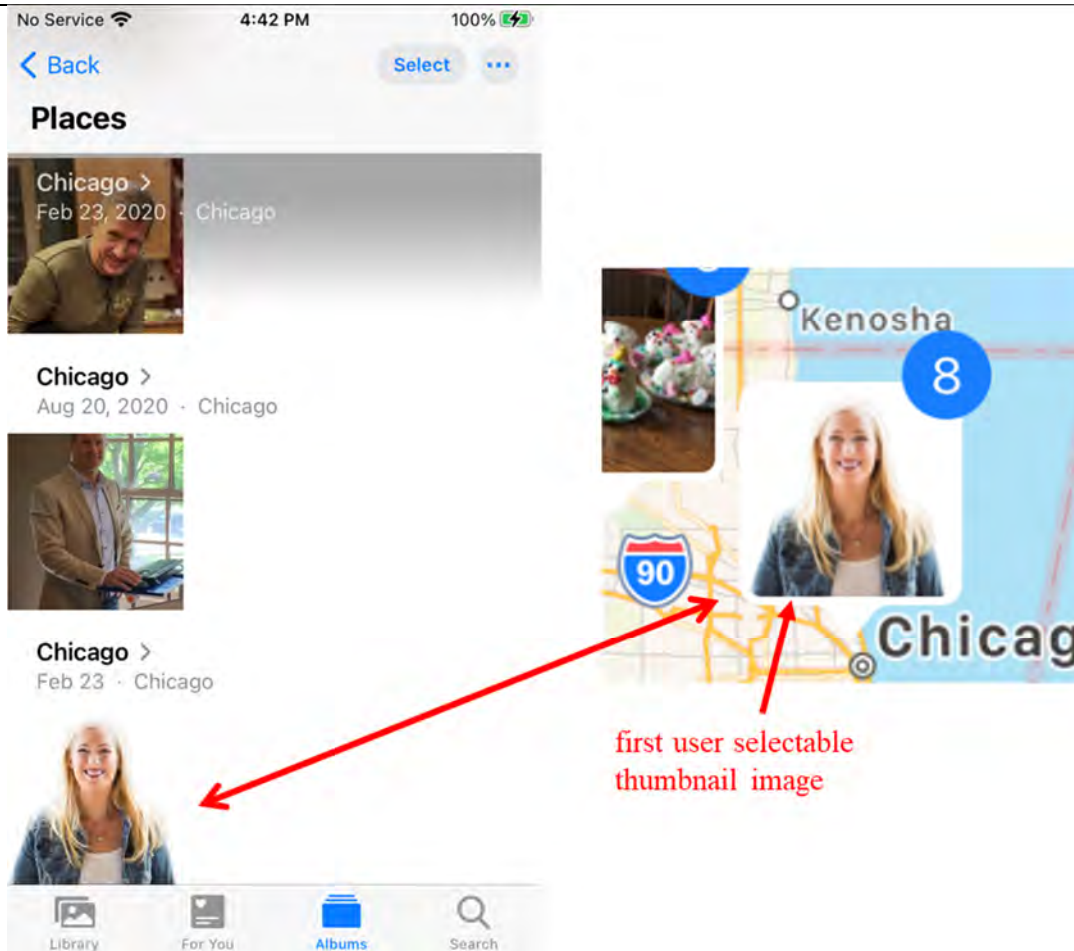 No Service 4:42 PM 100%
Back Select ...
Places
Chicago >
Feb 23, 2020 · Chicago
Chicago >
Aug 20, 2020 · Chicago
Chicago >
Feb 23 · Chicago
Library For You Albums Search
Kenosha
8
90
Chicag
first user selectable
thumbnail image